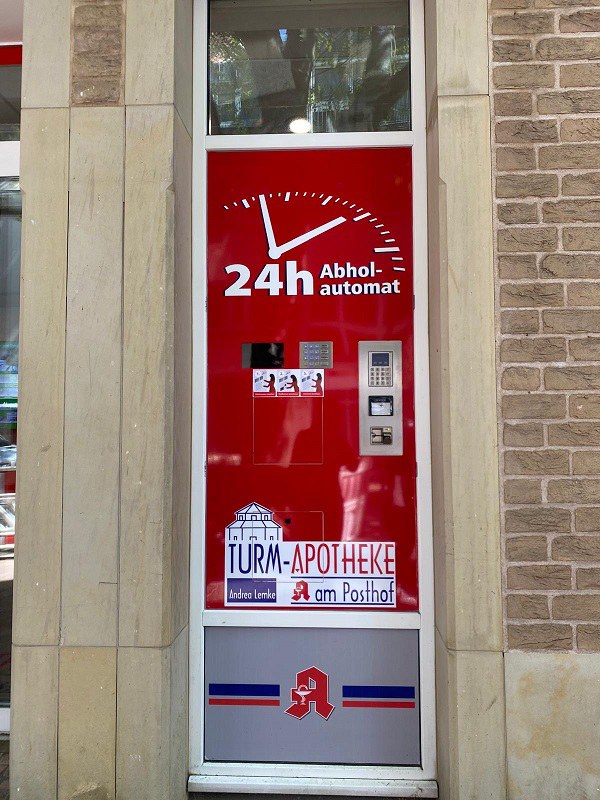 24h Abhol-
automat
TURM-APOTHEKE
Andrea Lemke
A am Posthof
A